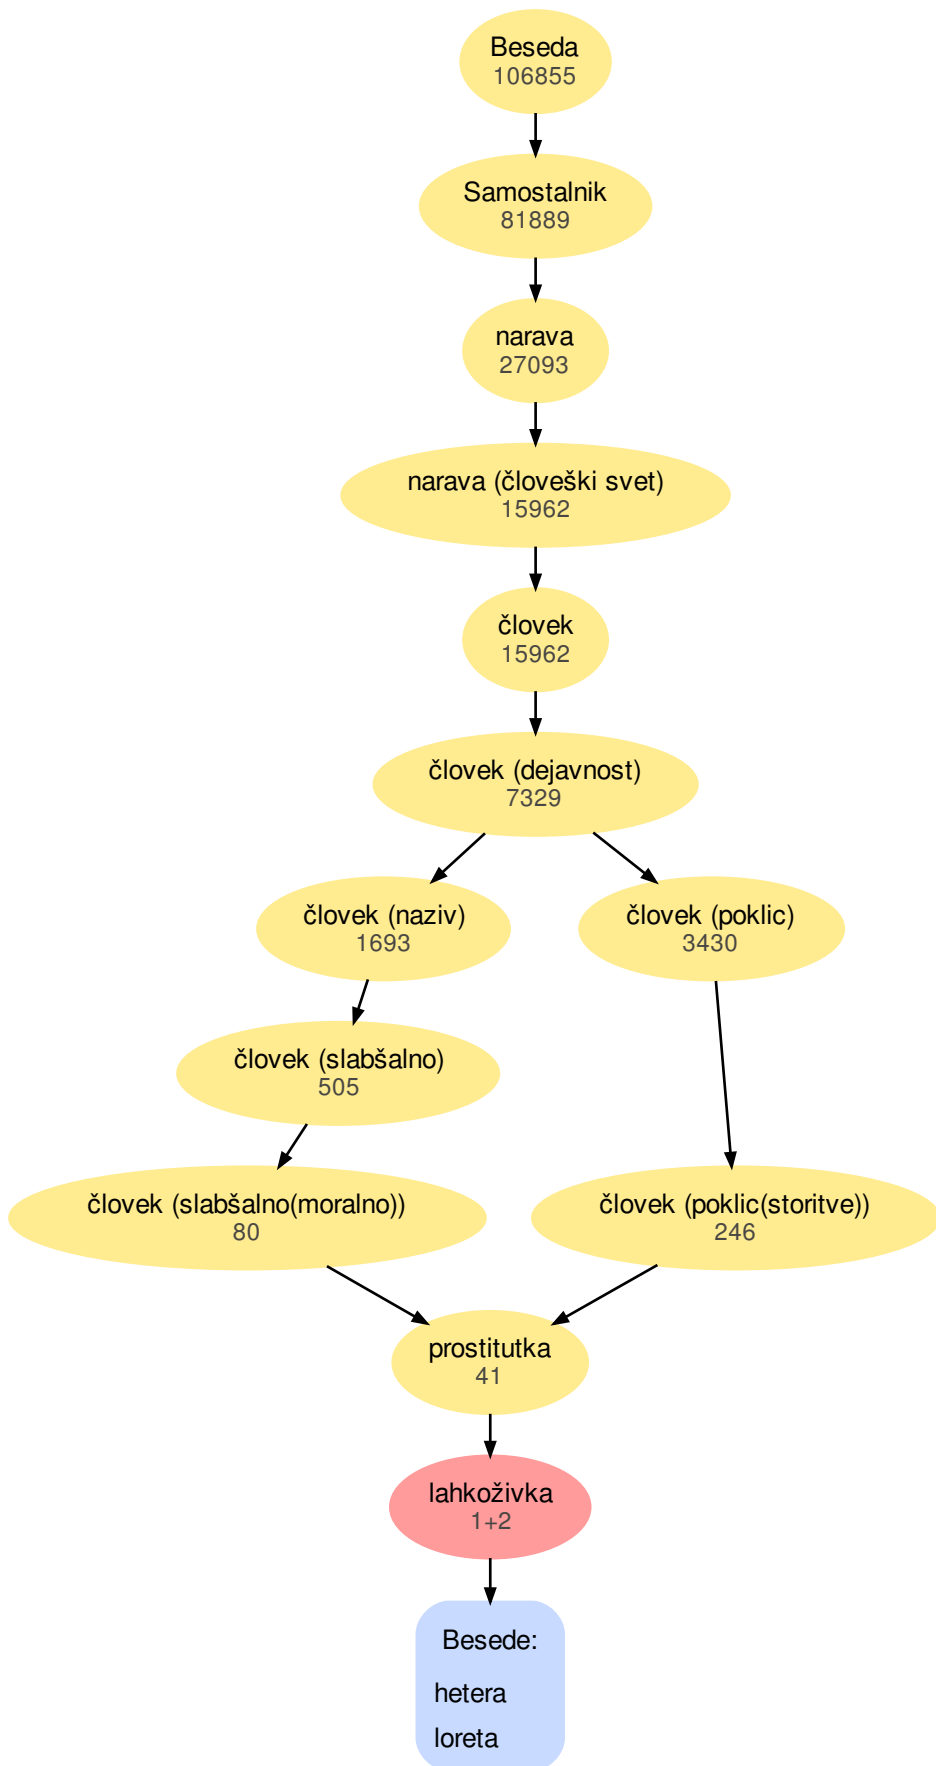 Beseda
106855
Samostalnik
81889
narava
27093
narava (človeški svet)
15962
človek
15962
človek (dejavnost)
7329
človek (naziv)
1693
človek (poklic)
3430
človek (slabšalno)
505
človek (slabšalno(moralno))
80
človek (poklic(storitve))
246
prostitutka
41
lahkoživka
1+2
Besede:
hetera
loreta